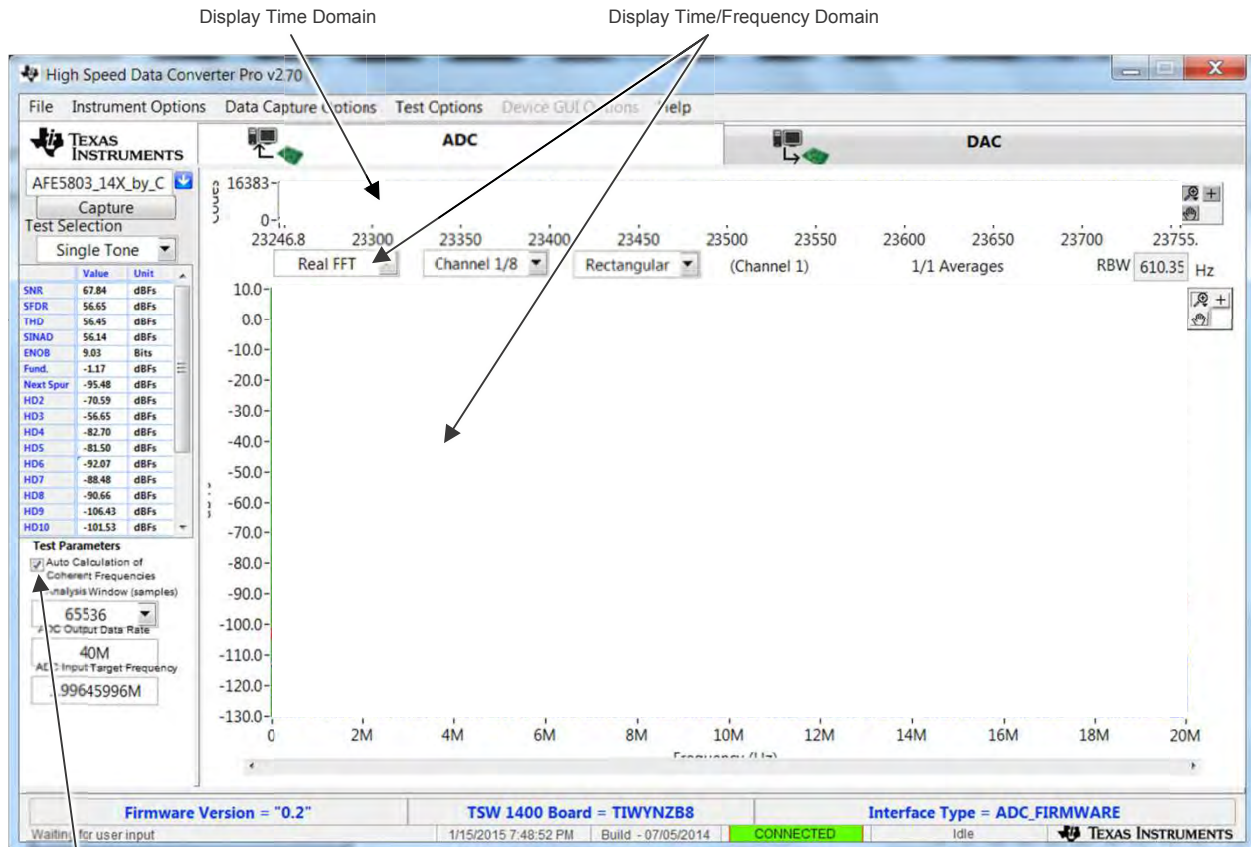 Display Time Domain
Display Time/Frequency Domain
High Speed Data Converter Pro v2.70
File Instrument Options Data Capture Options Test Options Device GUI Options Help
TEXAS INSTRUMENTS
ADC
DAC
AFE5803_14X_by_C
Capture
Test Selection
Single Tone
Value Unit
SNR 67.84 dBFs
SFDR 56.65 dBFs
THD 56.45 dBFs
SINAD 56.14 dBFs
ENOB 9.03 Bits
Fund. -1.17 dBFs
Next Spur -95.48 dBFs
HD2 -70.59 dBFs
HD3 -56.65 dBFs
HD4 -82.70 dBFs
HD5 -81.50 dBFs
HD6 -92.07 dBFs
HD7 -88.48 dBFs
HD8 -90.66 dBFs
HD9 -106.43 dBFs
HD10 -101.53 dBFs
Test Parameters
Auto Calculation of
Coherent Frequencies
Analysis Window (samples)
65536
ADC Output Data Rate
40M
ADC Input Target Frequency
.99645996M
16383
0
23246.8 23300 23350 23400 23450 23500 23550 23600 23650 23700 23755.
Real FFT Channel 1/8 Rectangular (Channel 1) 1/1 Averages RBW 610.35 Hz
10.0
0.0
-10.0
-20.0
-30.0
-40.0
-50.0
-60.0
-70.0
-80.0
-90.0
-100.0
-110.0
-120.0
-130.0
0 2M 4M 6M 8M 10M 12M 14M 16M 18M 20M
Frequency (Hz)
Firmware Version = "0.2" TSW 1400 Board = TIWYNZB8 Interface Type = ADC_FIRMWARE
Waiting for user input 1/15/2015 7:48:52 PM Build - 07/05/2014 CONNECTED Idle TEXAS INSTRUMENTS